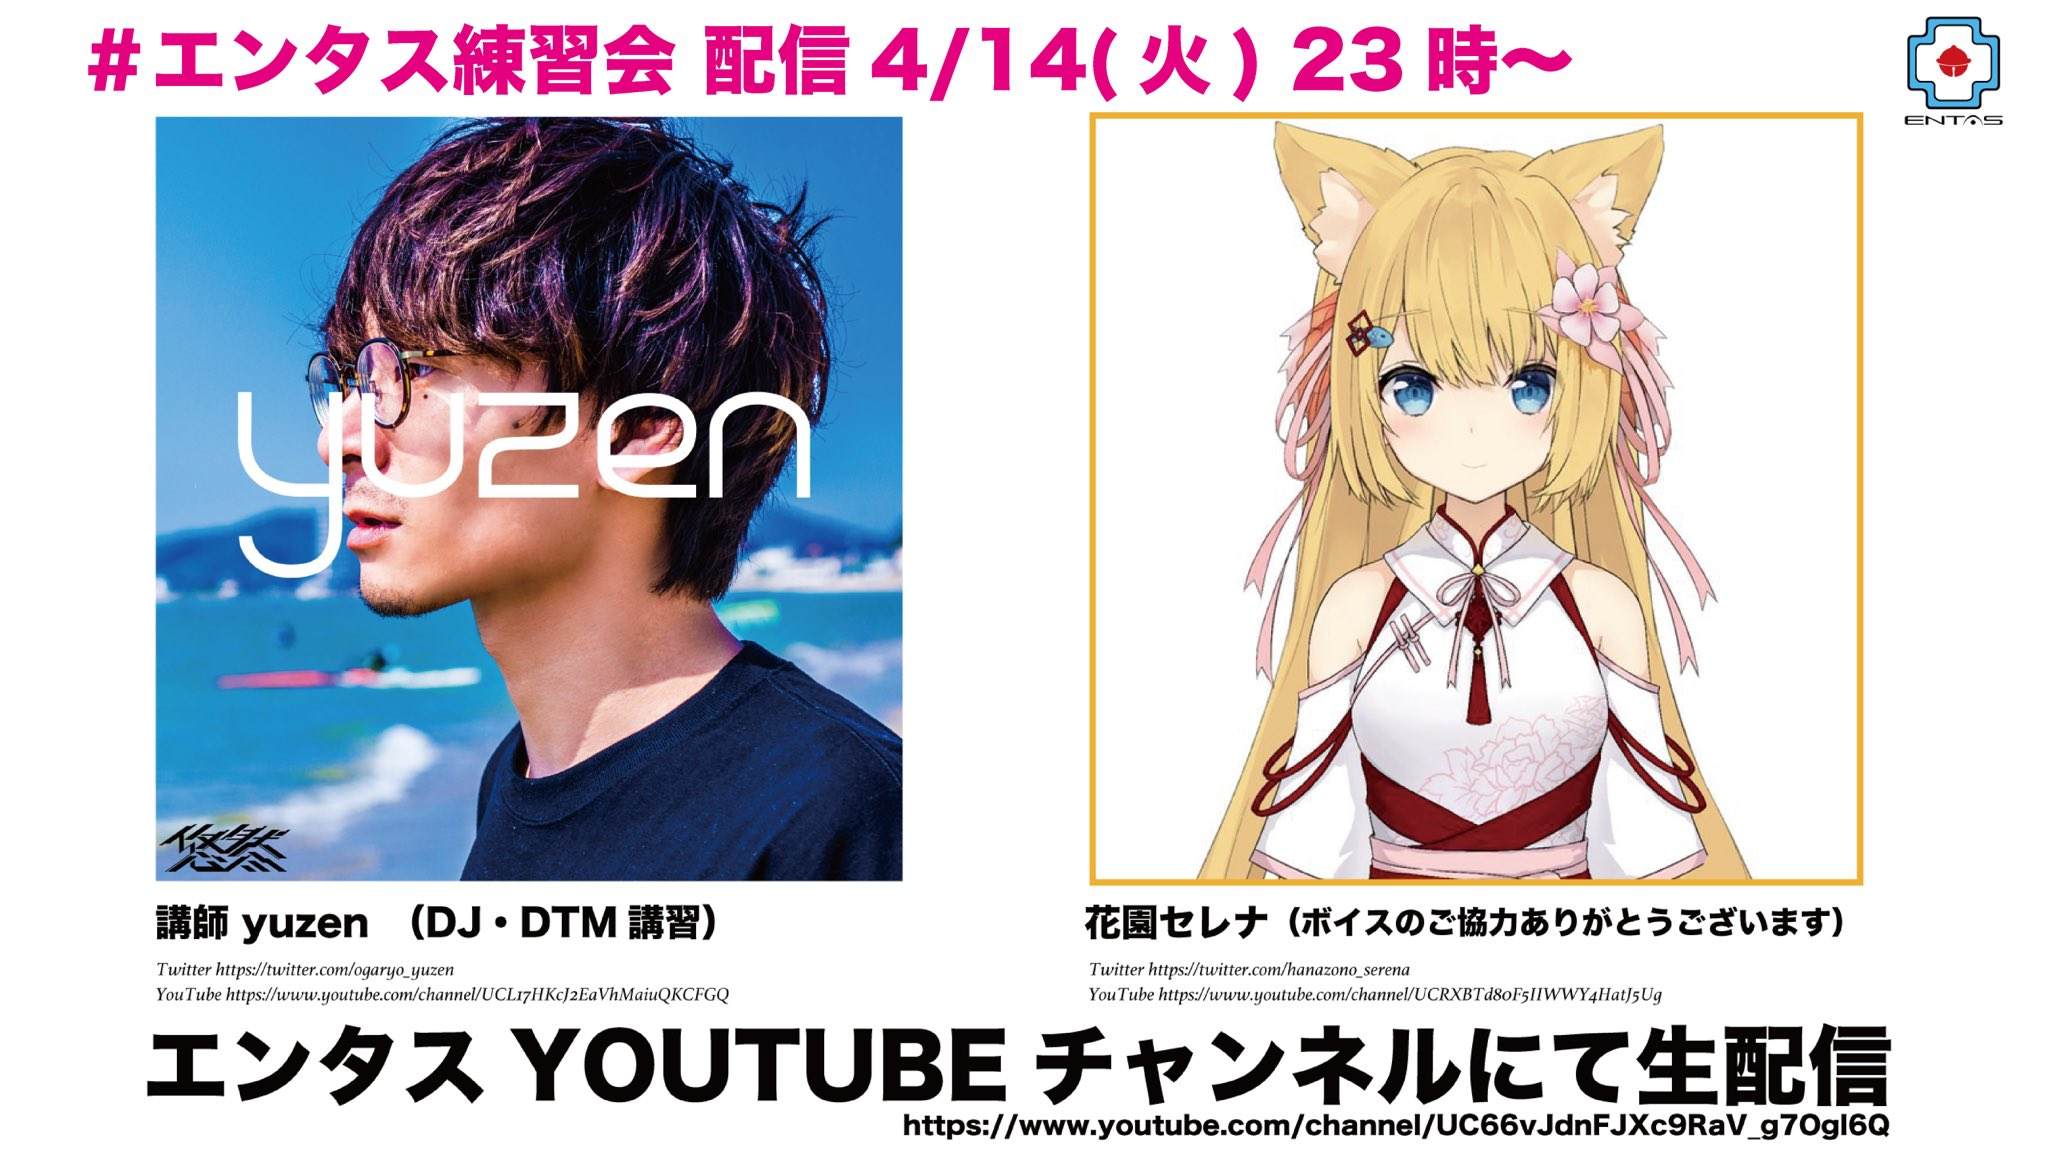 #エンタス練習会 配信 4/14(火) 23時～
ENTAS
yuzen
悠然
講師 yuzen （DJ・DTM 講習）
Twitter https://twitter.com/ogaryo_yuzen
YouTube https://www.youtube.com/channel/UCL17HKcJ2EaVhMaiuQKCFGQ
花園セレナ（ボイスのご協力ありがとうございます）
Twitter https://twitter.com/hanazono_serena
YouTube https://www.youtube.com/channel/UCRXBTd80F5IIWWY4HatJ5Ug
エンタス YOUTUBE チャンネルにて生配信
https://www.youtube.com/channel/UC66vJdnFJXc9RaV_g7Ogl6Q